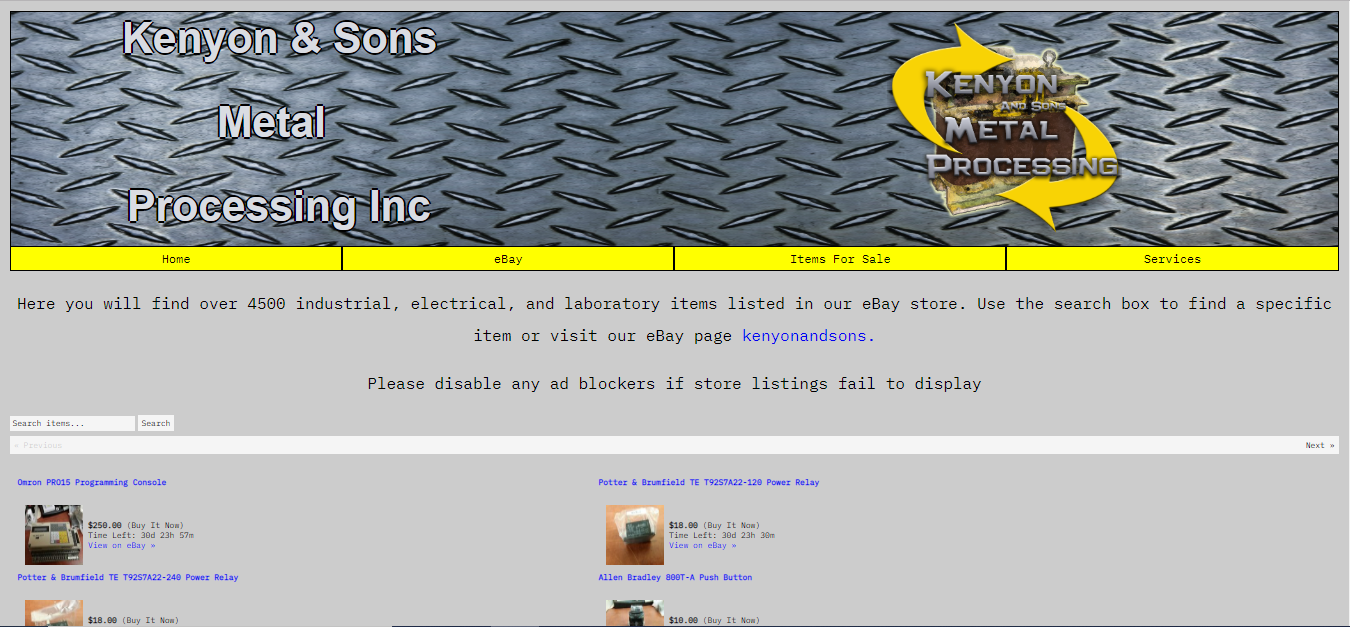 Kenyon & Sons
Metal
Processing Inc
KENYON
AND SONS
METAL
PROCESSING
Home
eBay
Items For Sale
Services
Here you will find over 4500 industrial, electrical, and laboratory items listed in our eBay store. Use the search box to find a specific
item or visit our eBay page kenyonandsons.
Please disable any ad blockers if store listings fail to display
Search items...
Search
« Previous
Next »
Omron PRO15 Programming Console
$250.00 (Buy It Now)
Time Left: 30d 23h 57m
View on eBay »
Potter & Brumfield TE T92S7A22-120 Power Relay
$18.00 (Buy It Now)
Time Left: 30d 23h 30m
View on eBay »
Potter & Brumfield TE T92S7A22-240 Power Relay
$18.00 (Buy It Now)
Allen Bradley 800T-A Push Button
$10.00 (Buy It Now)